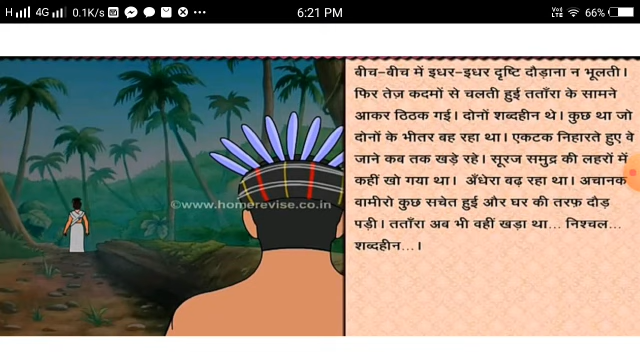 H 4G 0.1K/s 6:21 PM VoLTE 66%
बीच-बीच में इधर-इधर दृष्टि दौड़ाना न भूलती।
फिर तेज़ कदमों से चलती हुई तताँरा के सामने
आकर ठिठक गई। दोनों शब्दहीन थे। कुछ था जो
दोनों के भीतर बह रहा था। एकटक निहारते हुए वे
जाने कब तक खड़े रहे। सूरज समुद्र की लहरों में
कहीं खो गया था। अँधेरा बढ़ रहा था। अचानक
वामीरो कुछ सचेत हुई और घर की तरफ़ दौड़
पड़ी। तताँरा अब भी वहीं खड़ा था... निश्चल...
शब्दहीन...।
©www.homerevise.co.in